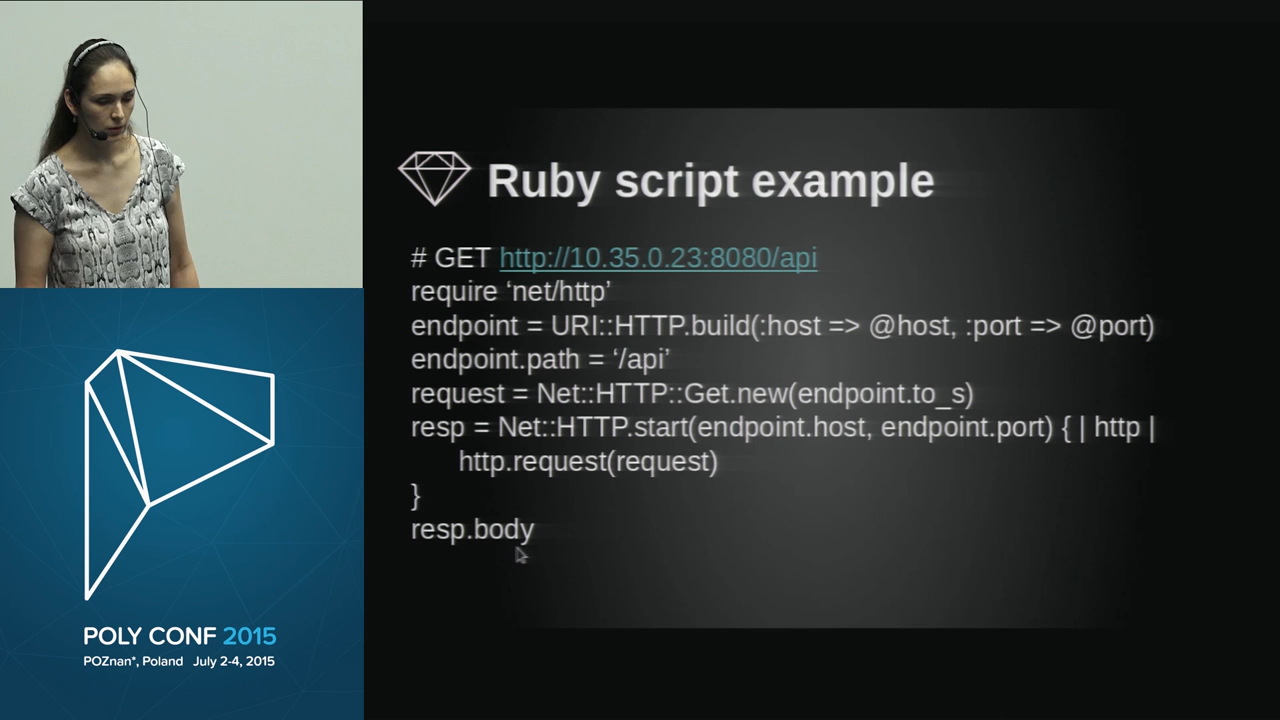 Ruby script example
# GET http://10.35.0.23:8080/api
require ‘net/http’
endpoint = URI::HTTP.build(:host => @host, :port => @port)
endpoint.path = ‘/api’
request = Net::HTTP::Get.new(endpoint.to_s)
resp = Net::HTTP.start(endpoint.host, endpoint.port) { | http |
http.request(request)
}
resp.body
POLY CONF 2015
POZnan*, Poland July 2-4, 2015